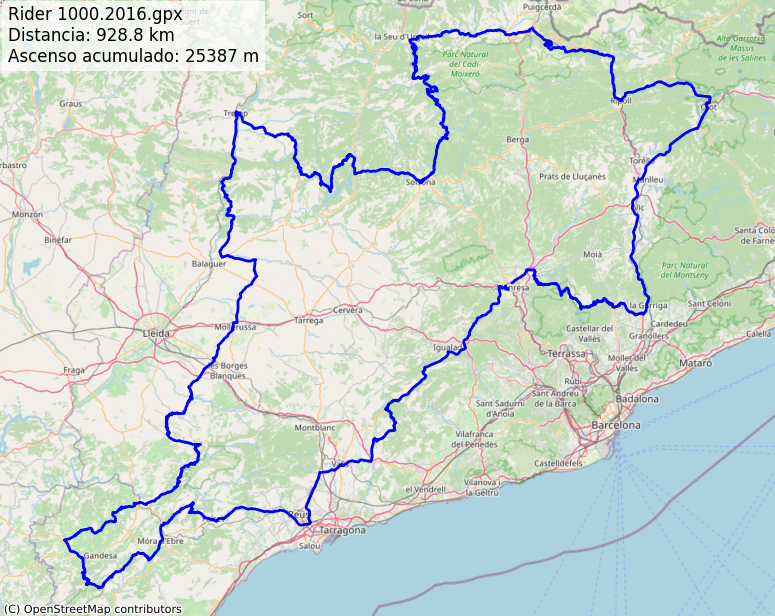 Rider 1000.2016.gpx
Distancia: 928.8 km
Ascenso acumulado: 25387 m
Sort
Puigcerdà
la Seu d'U
Parc Natural
del Cadí-
Moixeró
Alta Garrotxa
Massís
de les Salines
Graus
Tremp
Ripoll
Olot
Berga
Torelló
Manlleu
Prats de Lluçanès
Solsona
Monzón
Vic
Santa Colo
de Farne
Binéfar
Moià
Balaguer
Parc Natural
del Montseny
Manresa
la Garriga
Sant Celoni
Cervera
Cardedeu
Calella
Lleida
Mollerussa
Tàrrega
Castellar del
Vallès
Granollers
Igualada
Terrassa
Mollet del
Vallès
Mataró
Fraga
les Borges
Blanques
Rubí
Sant Andreu
de la Barca
Badalona
Sant Sadurní
d'Anoia
Barcelona
Montblanc
Vilafranca
del Penedès
Castelldefels
Valls
Vilanova i
la Geltrú
el Vendrell
Reus
Tarragona
Salou
Móra d'Ebre
Gandesa
(C) OpenStreetMap contributors